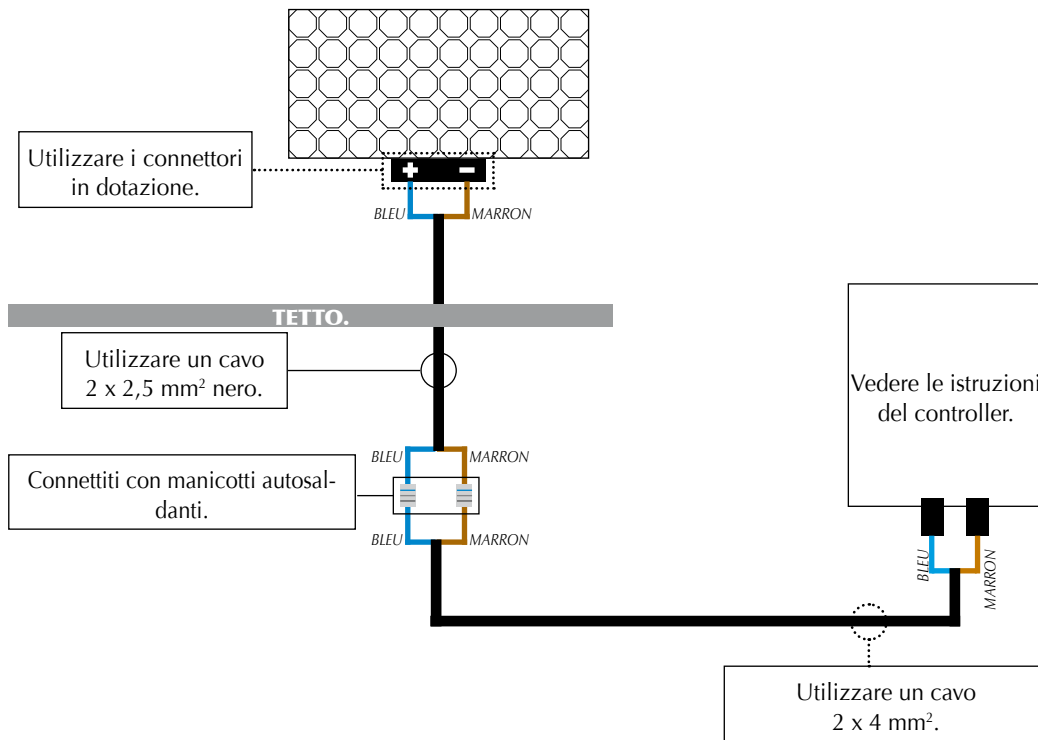 Utilizzare i connettori
in dotazione.
+ −
BLEU MARRON
TETTO.
Utilizzare un cavo
2 x 2,5 mm² nero.
Vedere le istruzioni
del controller.
BLEU MARRON
Connettiti con manicotti autosal-
danti.
BLEU MARRON
BLEU
MARRON
Utilizzare un cavo
2 x 4 mm².